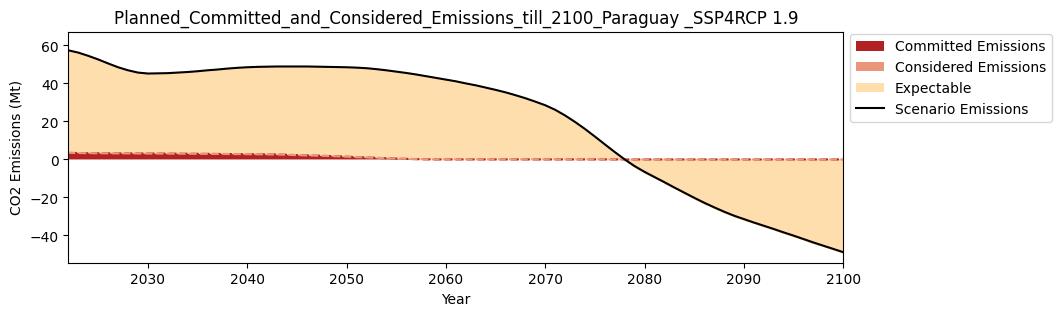 Planned_Committed_and_Considered_Emissions_till_2100_Paraguay _SSP4RCP 1.9
Committed Emissions
Considered Emissions
Expectable
Scenario Emissions
CO2 Emissions (Mt)
60
40
20
0
−20
−40
2030
2040
2050
2060
2070
2080
2090
2100
Year